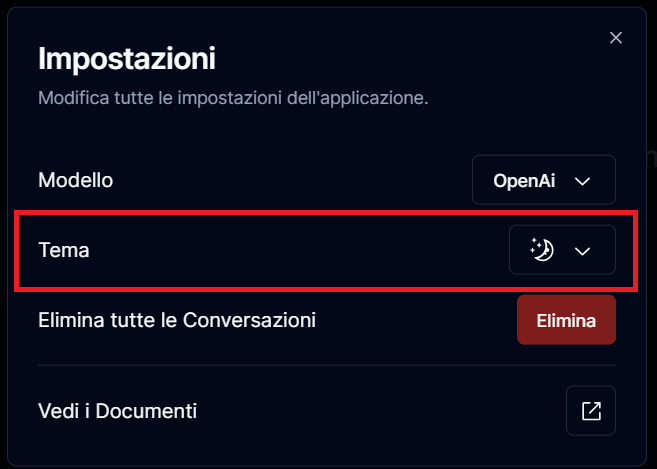 Impostazioni
Modifica tutte le impostazioni dell'applicazione.
Modello
OpenAi
Tema
Elimina tutte le Conversazioni
Elimina
Vedi i Documenti